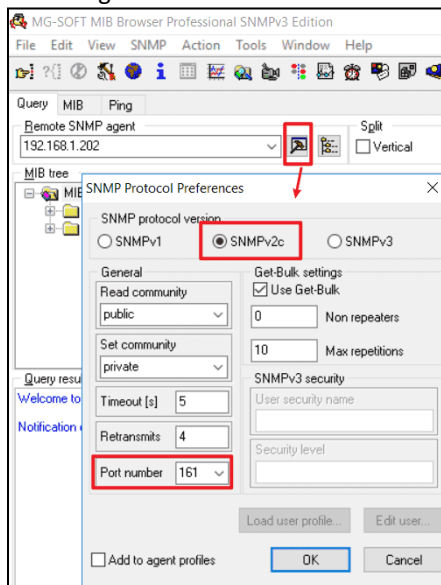 MG-SOFT MIB Browser Professional SNMPv3 Edition
File Edit View SNMP Action Tools Window Help
Query MIB Ping
Remote SNMP agent
Split
192.168.1.202
Vertical
MIB tree
MIB
SNMP Protocol Preferences
SNMP protocol version
SNMPv1 SNMPv2c SNMPv3
General
Read community
public
Set community
private
Timeout [s] 5
Retransmits 4
Port number 161
Get-Bulk settings
Use Get-Bulk
0 Non repeaters
10 Max repetitions
SNMPv3 security
User security name
Security level
Query resu
Welcome to
Notification
Load user profile... Edit user...
Add to agent profiles OK Cancel